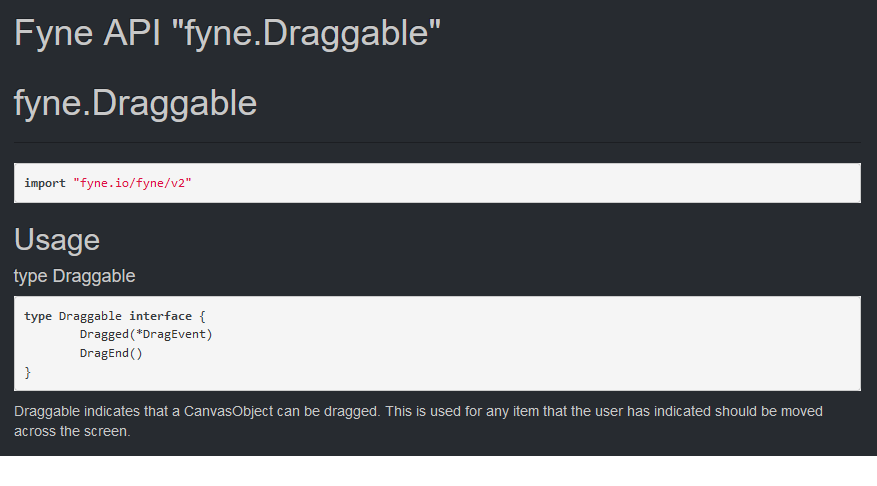 Fyne API "fyne.Draggable"
fyne.Draggable
import "fyne.io/fyne/v2"
Usage
type Draggable
type Draggable interface {
        Dragged(*DragEvent)
        DragEnd()
}
Draggable indicates that a CanvasObject can be dragged. This is used for any item that the user has indicated should be moved
across the screen.